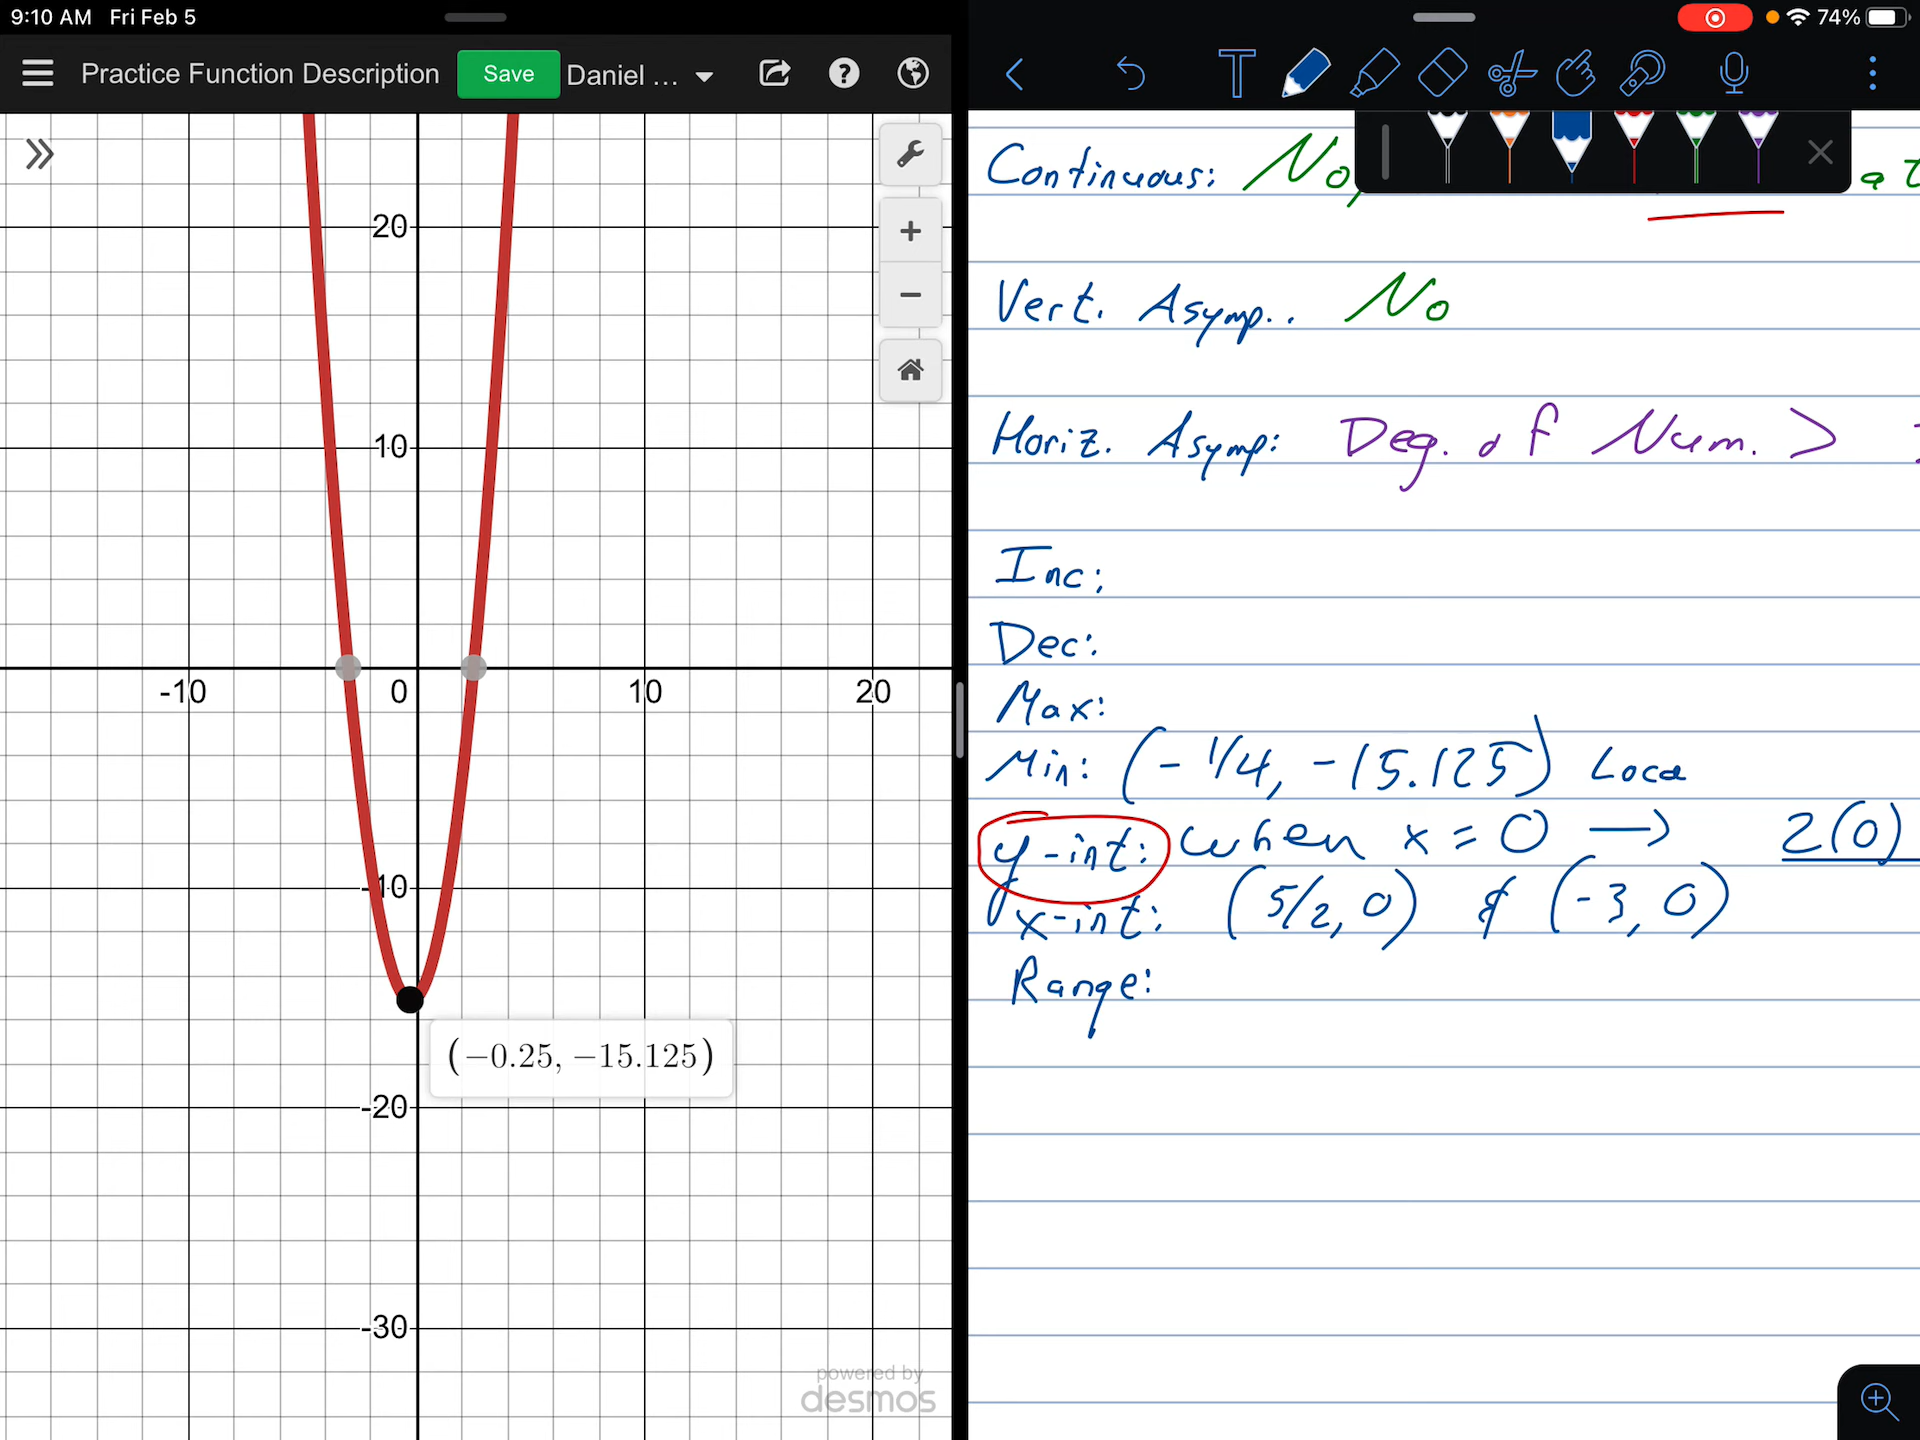 9:10 AM Fri Feb 5
74%
Practice Function Description Save Daniel ...
20
10
-10 0 10 20
-10
(−0.25, −15.125)
-20
-30
powered by
desmos
Continuous: No, at
Vert. Asymp.. No
Horiz. Asymp: Deg. of Num. >
Inc:
Dec:
Max:
Min: (- 1/4, -15.125) Loca
y-int: when x = 0 → 2(0)
x-int: (5/2, 0) & (-3, 0)
Range: